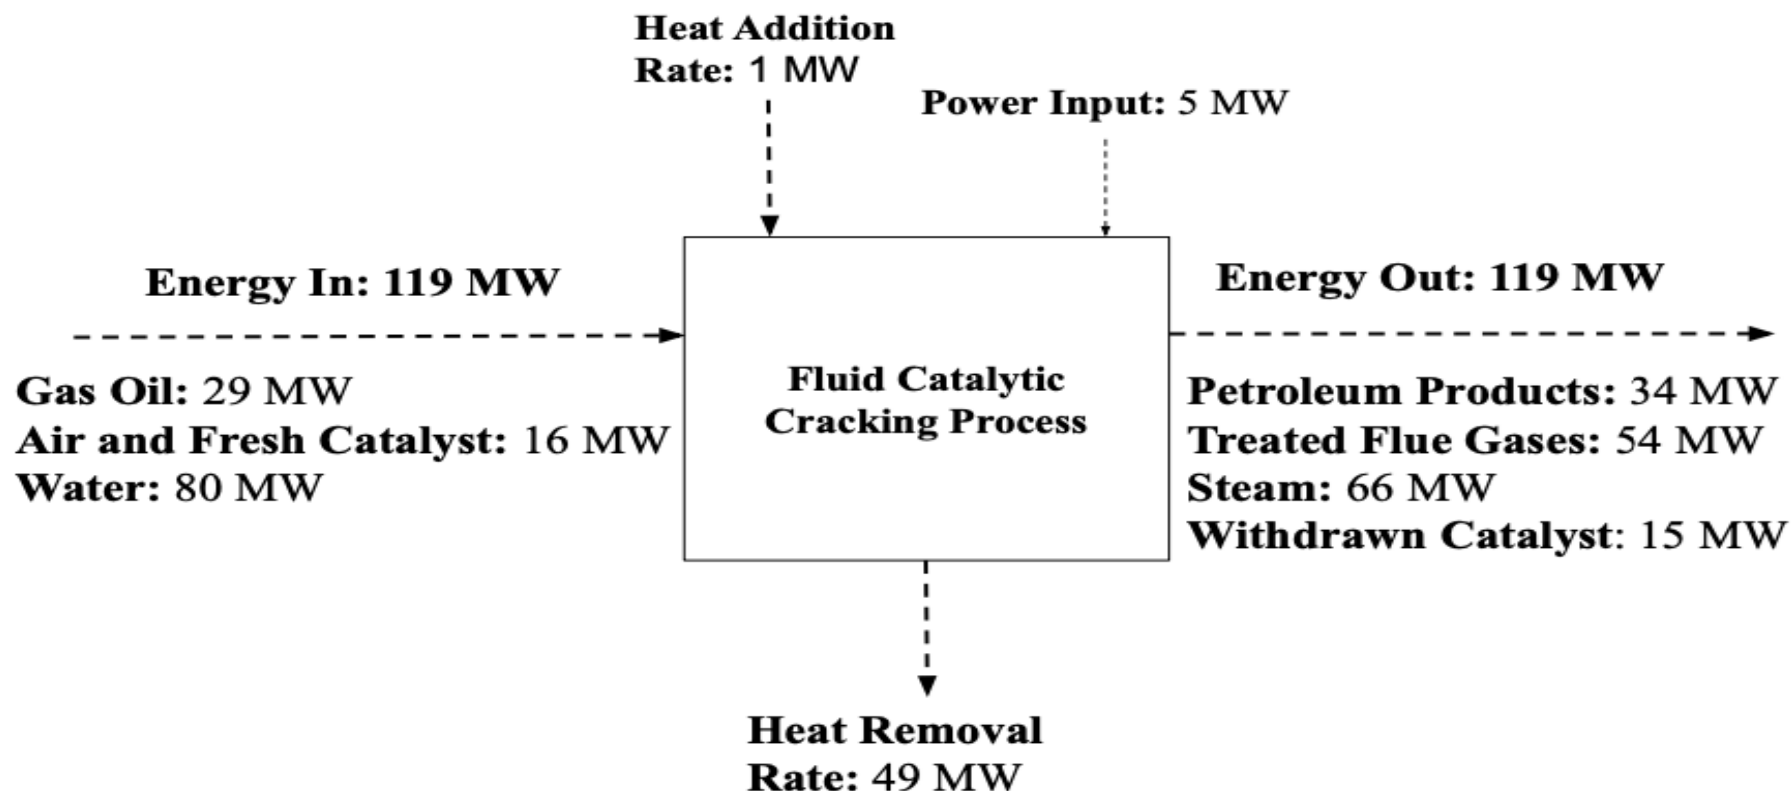 Heat Addition
Rate: 1 MW
Power Input: 5 MW
Energy In: 119 MW
Energy Out: 119 MW
Gas Oil: 29 MW
Air and Fresh Catalyst: 16 MW
Water: 80 MW
Fluid Catalytic
Cracking Process
Petroleum Products: 34 MW
Treated Flue Gases: 54 MW
Steam: 66 MW
Withdrawn Catalyst: 15 MW
Heat Removal
Rate: 49 MW